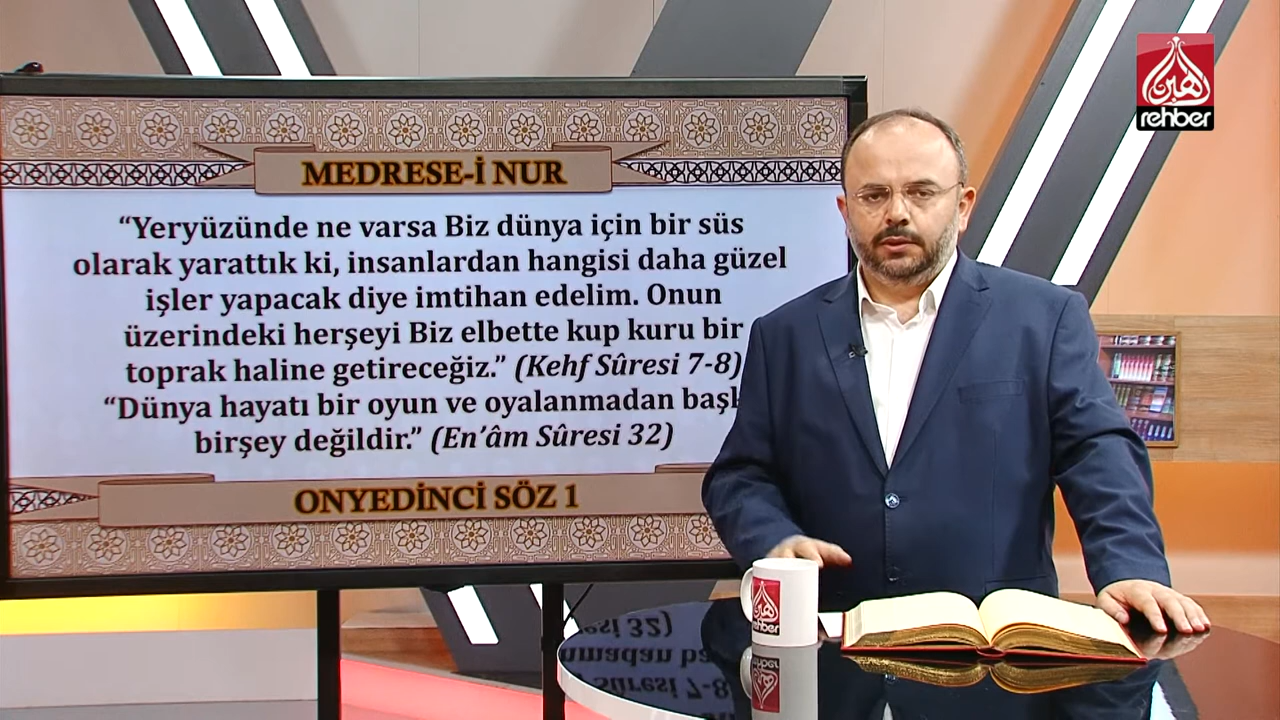 MEDRESE-İ NUR
“Yeryüzünde ne varsa Biz dünya için bir süs
olarak yarattık ki, insanlardan hangisi daha güzel
işler yapacak diye imtihan edelim. Onun
üzerindeki herşeyi Biz elbette kup kuru bir
toprak haline getireceğiz.” (Kehf Sûresi 7-8)
“Dünya hayatı bir oyun ve oyalanmadan
birşey değildir.” (En’âm Sûresi 32)
ONYEDİNCİ SÖZ 1
rehber
rehber